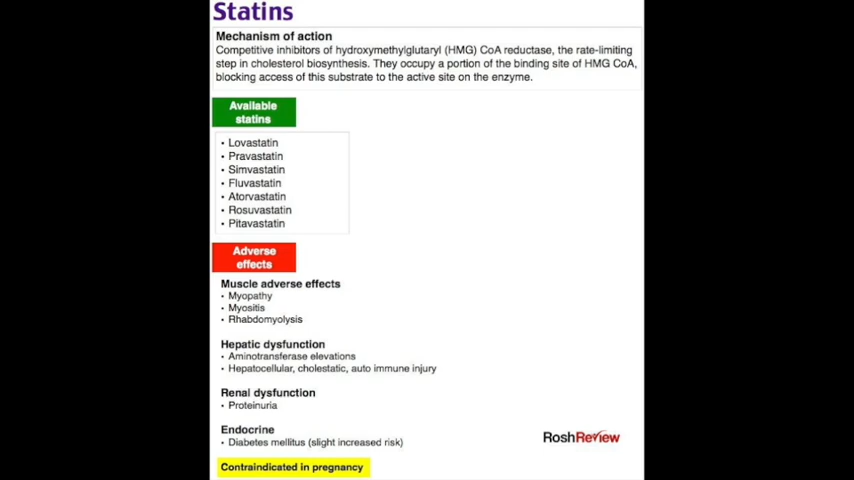 Statins
Mechanism of action
Competitive inhibitors of hydroxymethylglutaryl (HMG) CoA reductase, the rate-limiting
step in cholesterol biosynthesis. They occupy a portion of the binding site of HMG CoA,
blocking access of this substrate to the active site on the enzyme.
Available
statins
• Lovastatin
• Pravastatin
• Simvastatin
• Fluvastatin
• Atorvastatin
• Rosuvastatin
• Pitavastatin
Adverse
effects
Muscle adverse effects
• Myopathy
• Myositis
• Rhabdomyolysis
Hepatic dysfunction
• Aminotransferase elevations
• Hepatocellular, cholestatic, auto immune injury
Renal dysfunction
• Proteinuria
Endocrine
• Diabetes mellitus (slight increased risk)
RoshReview
Contraindicated in pregnancy